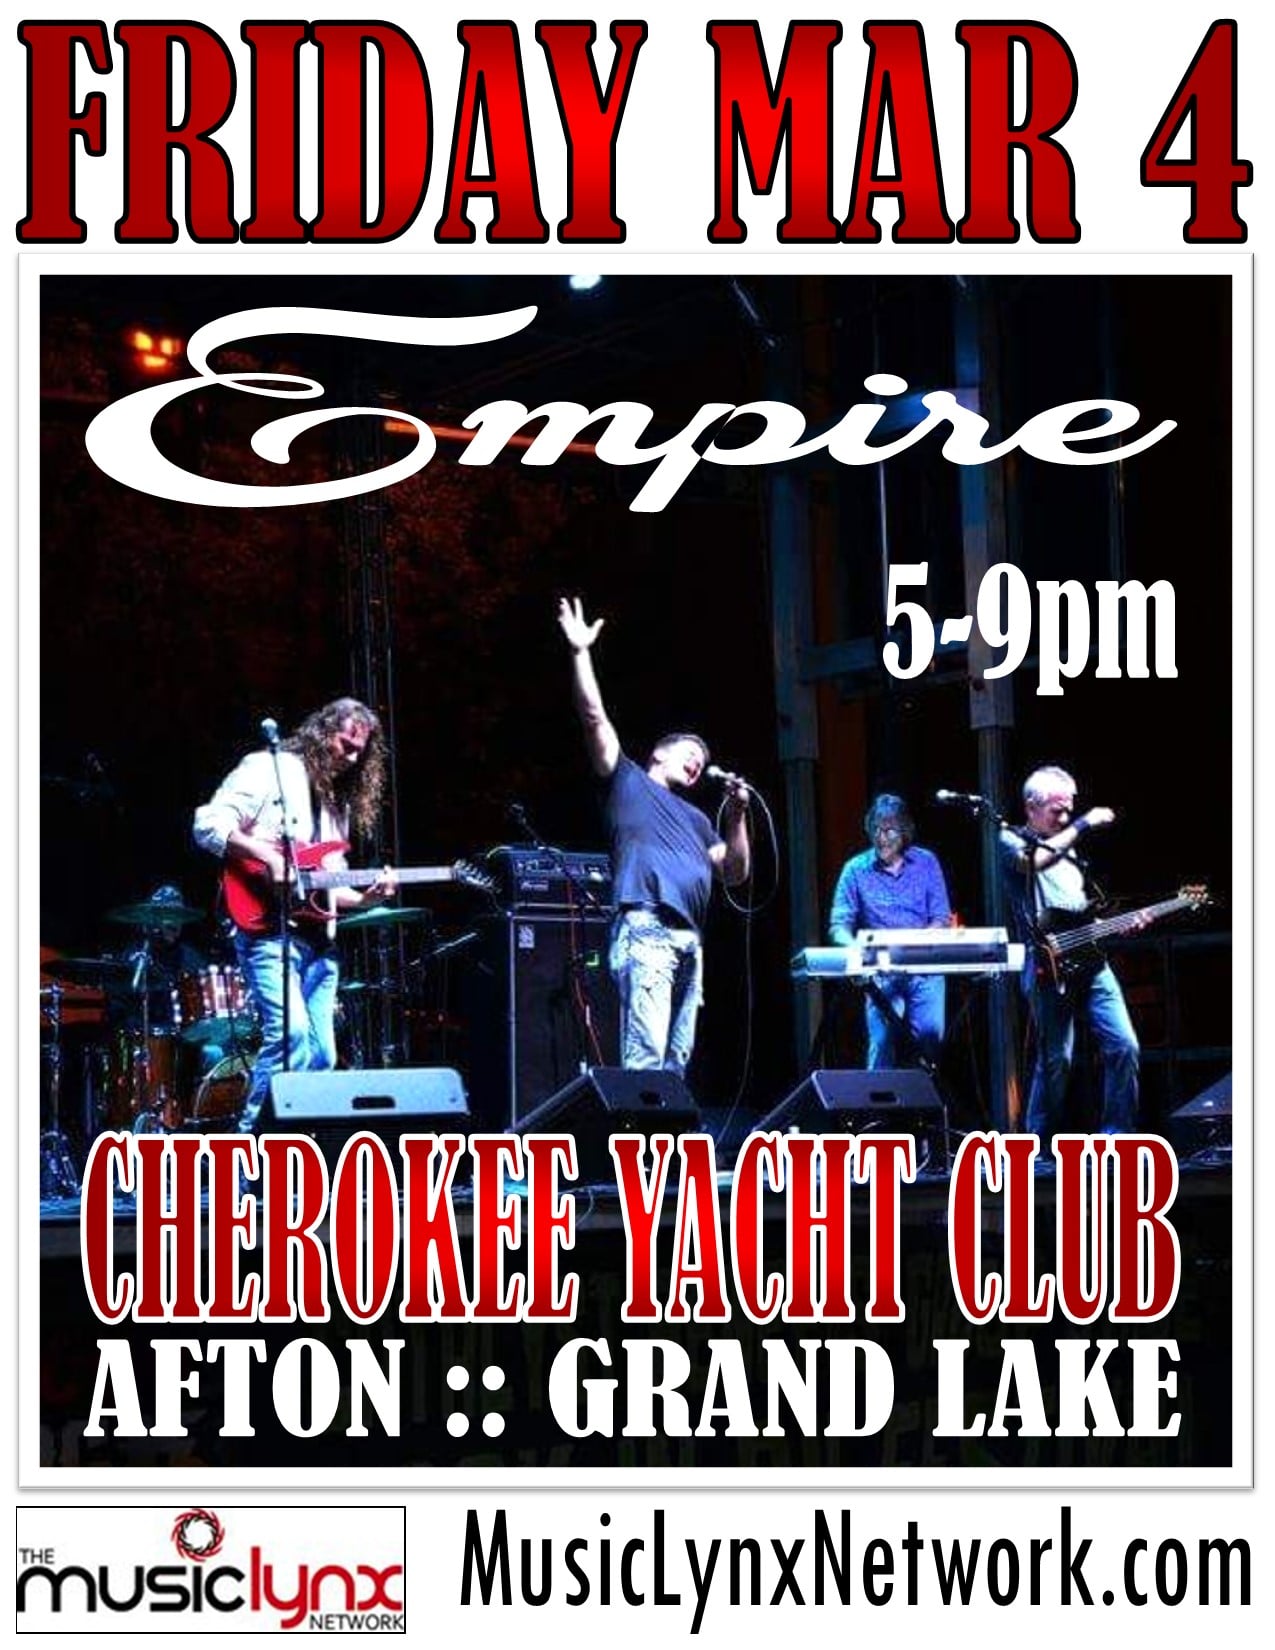 FRIDAY MAR 4
Empire
5-9pm
CHEROKEE YACHT CLUB
AFTON :: GRAND LAKE
THE
musiclynx
NETWORK
MusicLynxNetwork.com